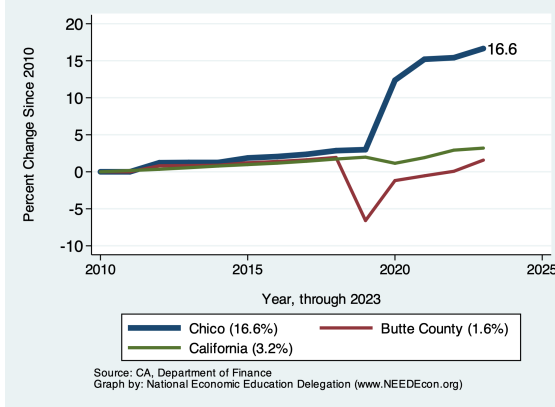 Percent Change Since 2010
20
15
10
5
0
-5
-10
16.6
2010 2015 2020 2025
Year, through 2023
Chico (16.6%) Butte County (1.6%)
California (3.2%)
Source: CA, Department of Finance
Graph by: National Economic Education Delegation (www.NEEDEcon.org)